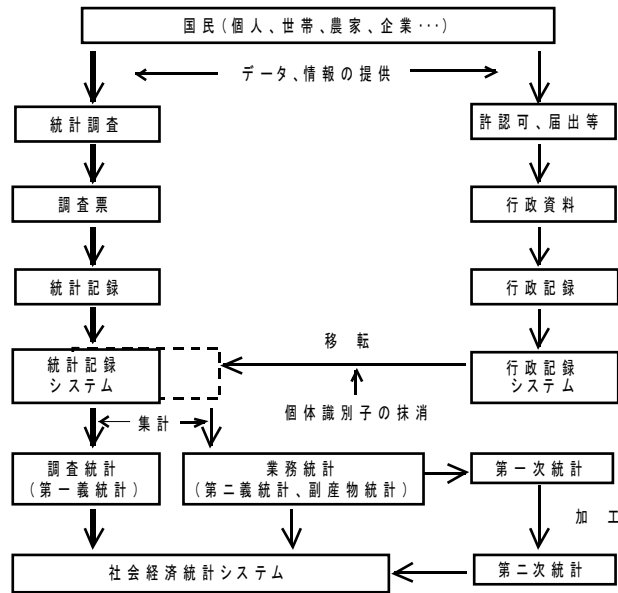 国民(個人、世帯、農家、企業･･･)
データ、情報の提供
統計調査
許認可、届出等
調査票
行政資料
統計記録
行政記録
移転
統計記録
システム
行政記録
システム
個体識別子の抹消
集計
調査統計
(第一義統計)
業務統計
(第二義統計、副産物統計)
第一次統計
加工
社会経済統計システム
第二次統計